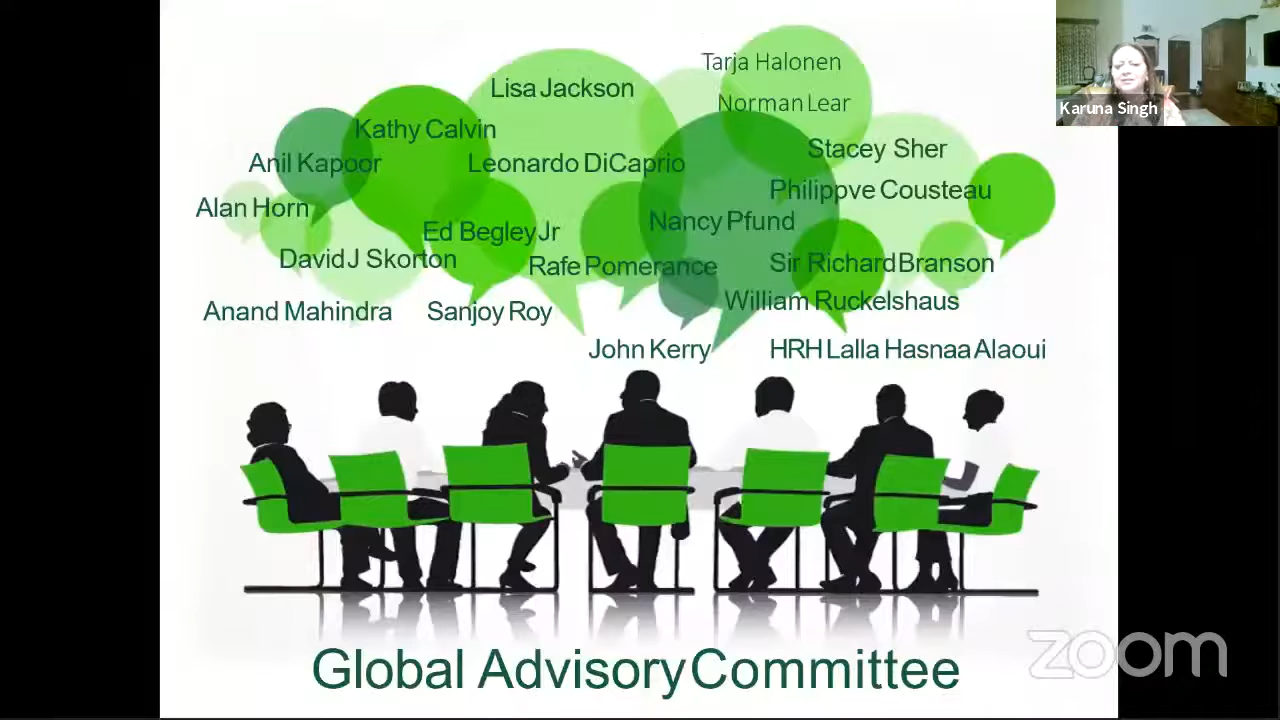 Tarja Halonen
Lisa Jackson
Norman Lear
Karuna Singh
Kathy Calvin
Stacey Sher
Anil Kapoor
Leonardo DiCaprio
Philippve Cousteau
Alan Horn
Nancy Pfund
Ed Begley Jr
David J Skorton
Rafe Pomerance
Sir Richard Branson
William Ruckelshaus
Anand Mahindra
Sanjoy Roy
John Kerry
HRH Lalla Hasnaa Alaoui
Global Advisory Committee
zoom